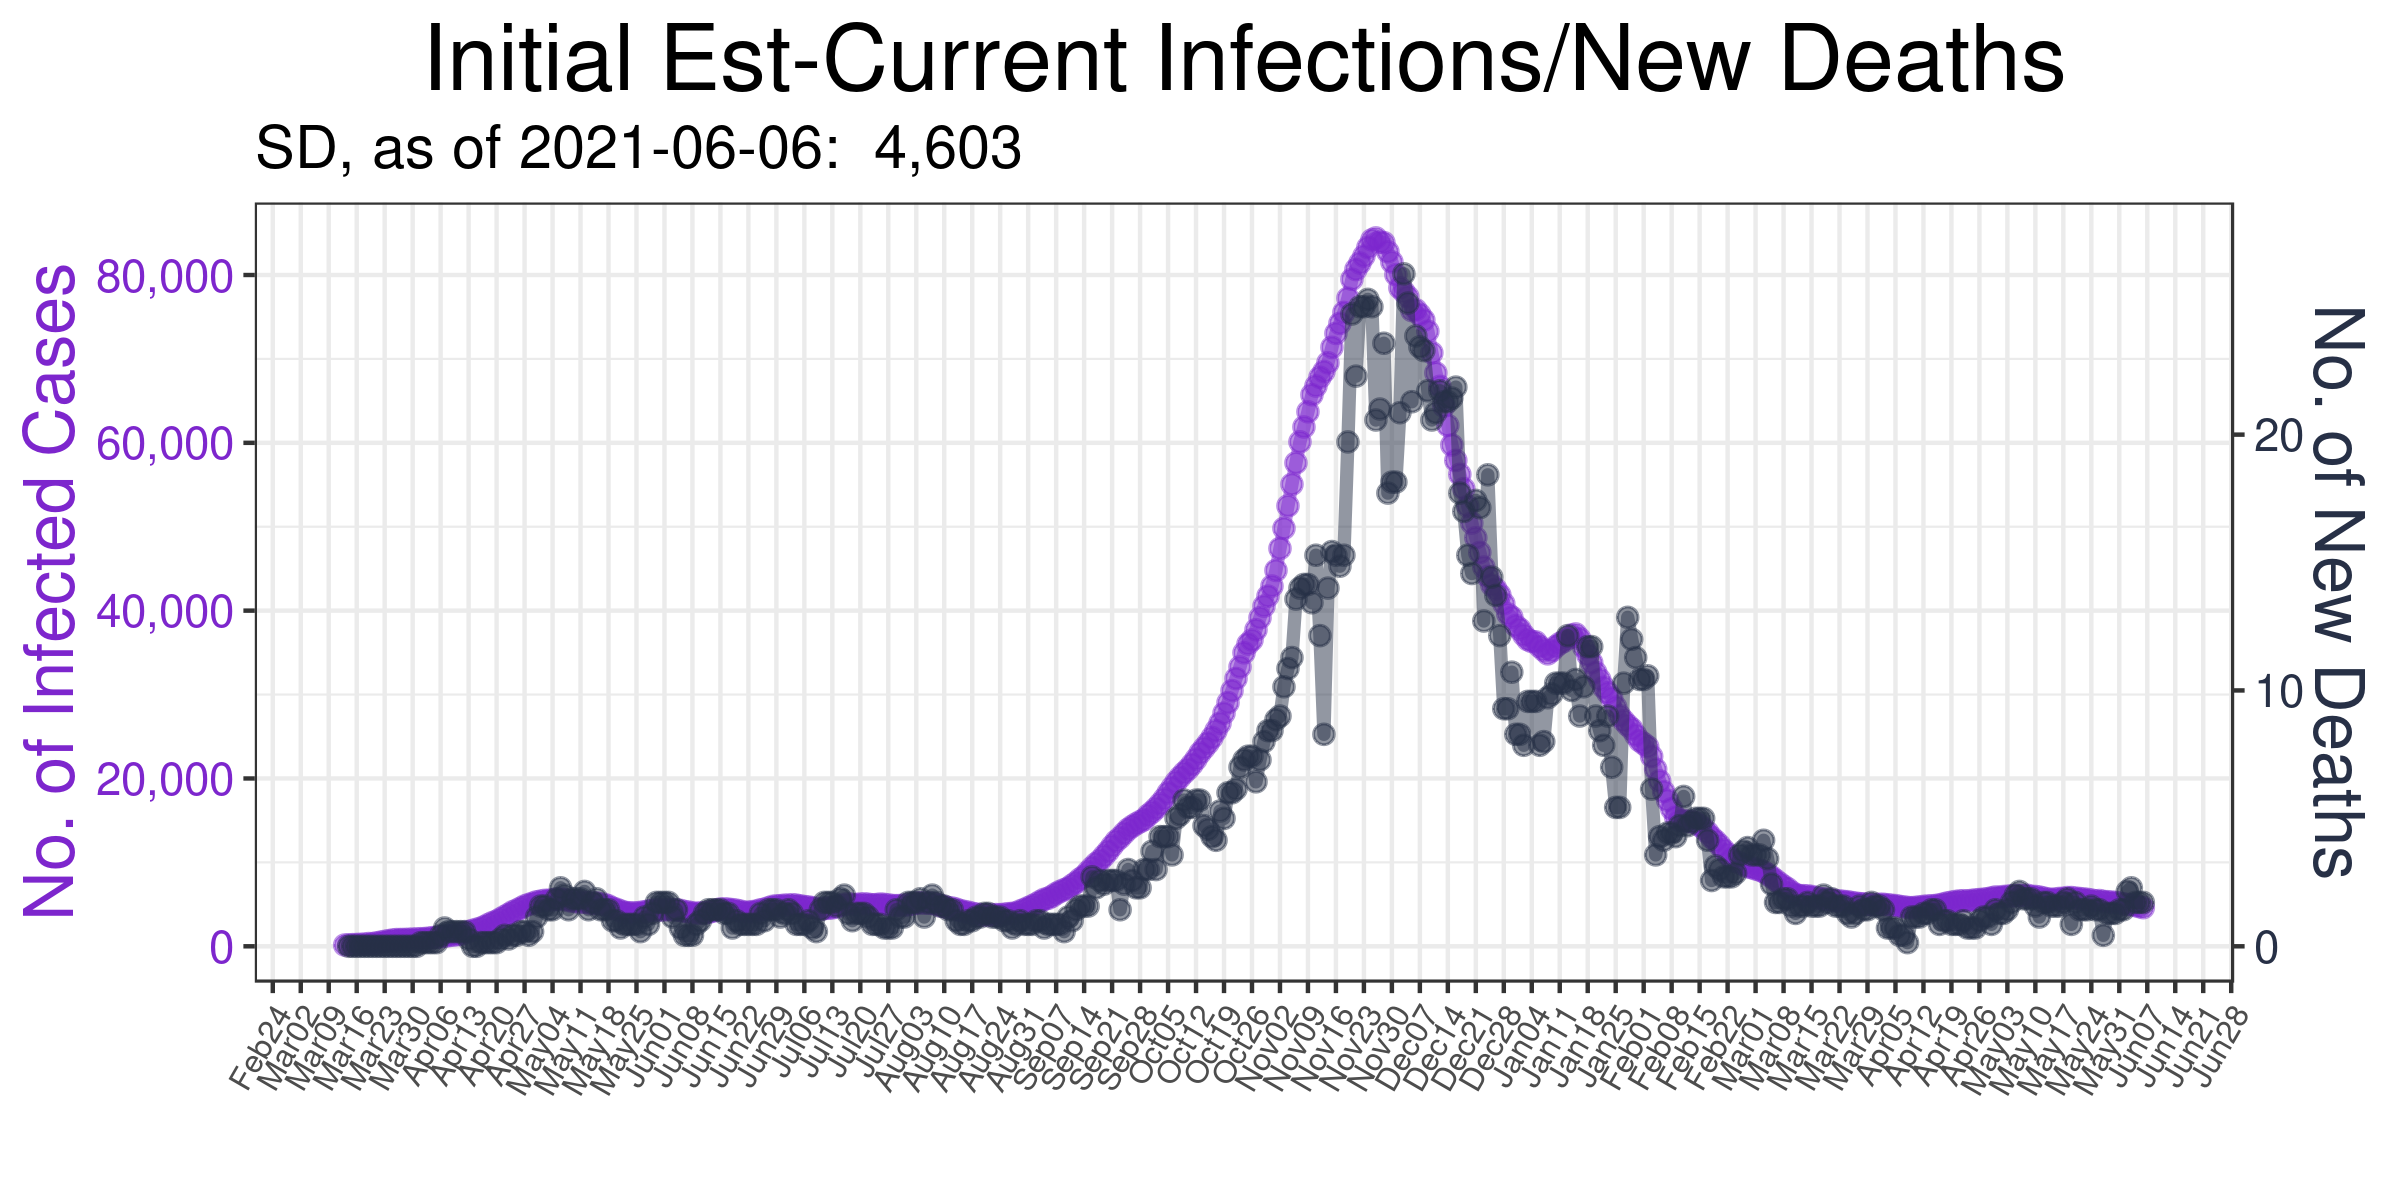 Initial Est-Current Infections/New Deaths
SD, as of 2021-06-06:  4,603
No. of Infected Cases
80,000
60,000
40,000
20,000
0
No. of New Deaths
20
10
0
Feb24
Mar02
Mar09
Mar16
Mar23
Mar30
Apr06
Apr13
Apr20
Apr27
May04
May11
May18
May25
Jun01
Jun08
Jun15
Jun22
Jun29
Jul06
Jul13
Jul20
Jul27
Aug03
Aug10
Aug17
Aug24
Aug31
Sep07
Sep14
Sep21
Sep28
Oct05
Oct12
Oct19
Oct26
Nov02
Nov09
Nov16
Nov23
Nov30
Dec07
Dec14
Dec21
Dec28
Jan04
Jan11
Jan18
Jan25
Feb01
Feb08
Feb15
Feb22
Mar01
Mar08
Mar15
Mar22
Mar29
Apr05
Apr12
Apr19
Apr26
May03
May10
May17
May24
May31
Jun07
Jun14
Jun21
Jun28